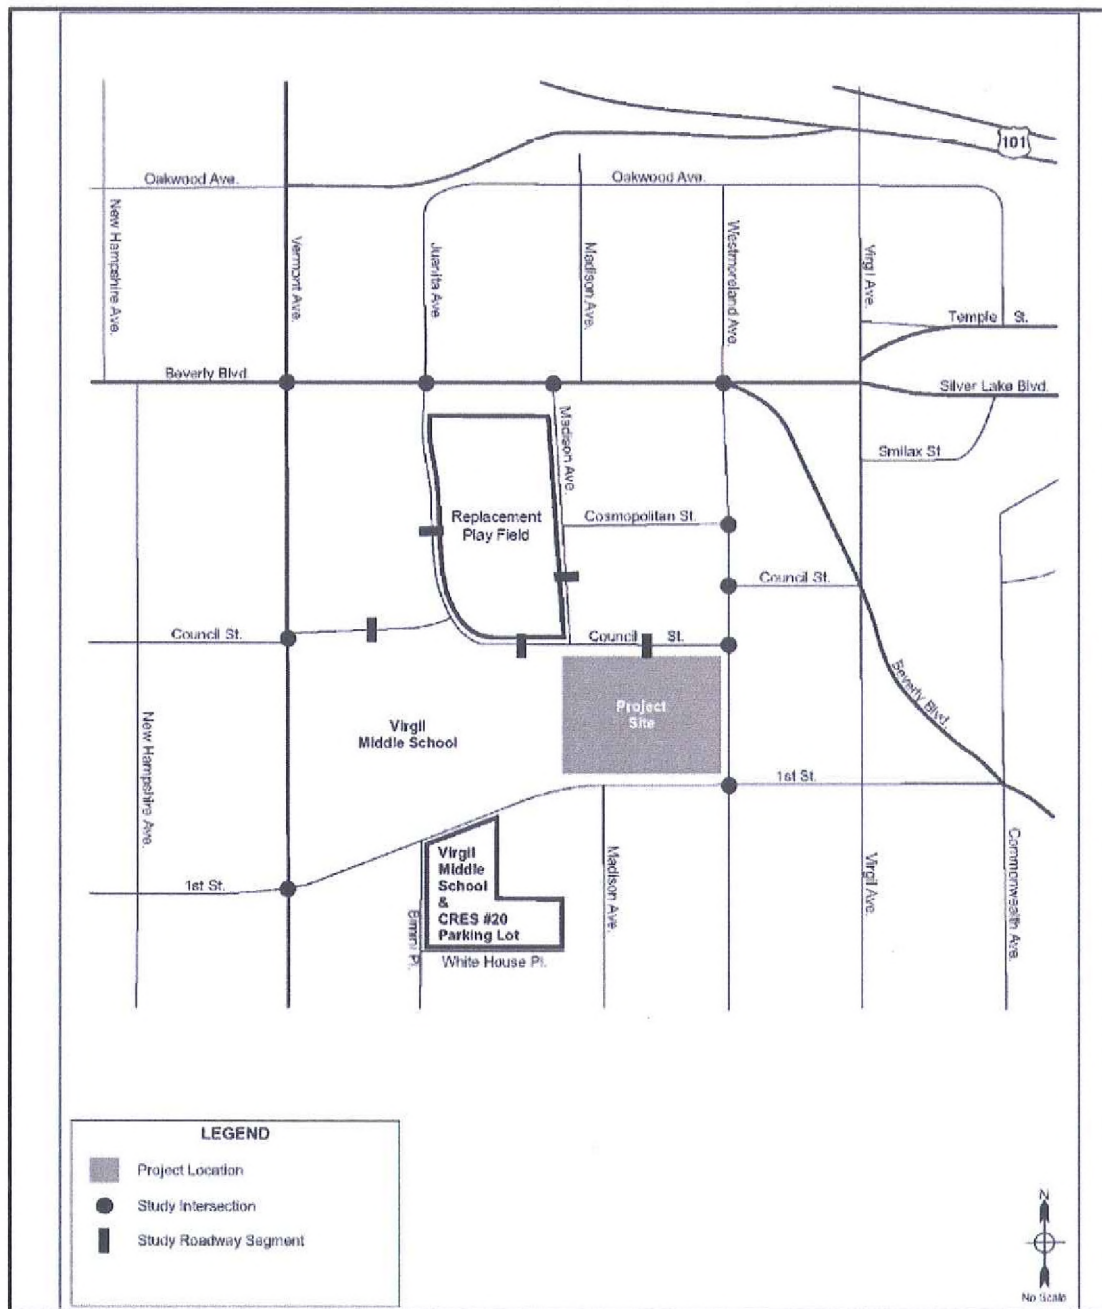 101
Oakwood Ave.
Oakwood Ave.
New Hampshire Ave.
Vermont Ave.
Juanita Ave.
Madison Ave.
Westmoreland Ave.
Virgil Ave.
Temple St.
Beverly Blvd.
Silver Lake Blvd.
Madison Ave.
Smilax St
Replacement
Play Field
Cosmopolitan St.
Council St.
Council St.
Council St.
Beverly Blvd.
New Hampshire Ave.
Virgil
Middle School
Project
Site
1st St.
1st St.
Virgil
Middle
School
&
CRES #20
Parking Lot
Bimini Pl.
White House Pl.
Madison Ave.
Virgil Ave.
Commonwealth Ave.
LEGEND
Project Location
Study Intersection
Study Roadway Segment
N
No Scale